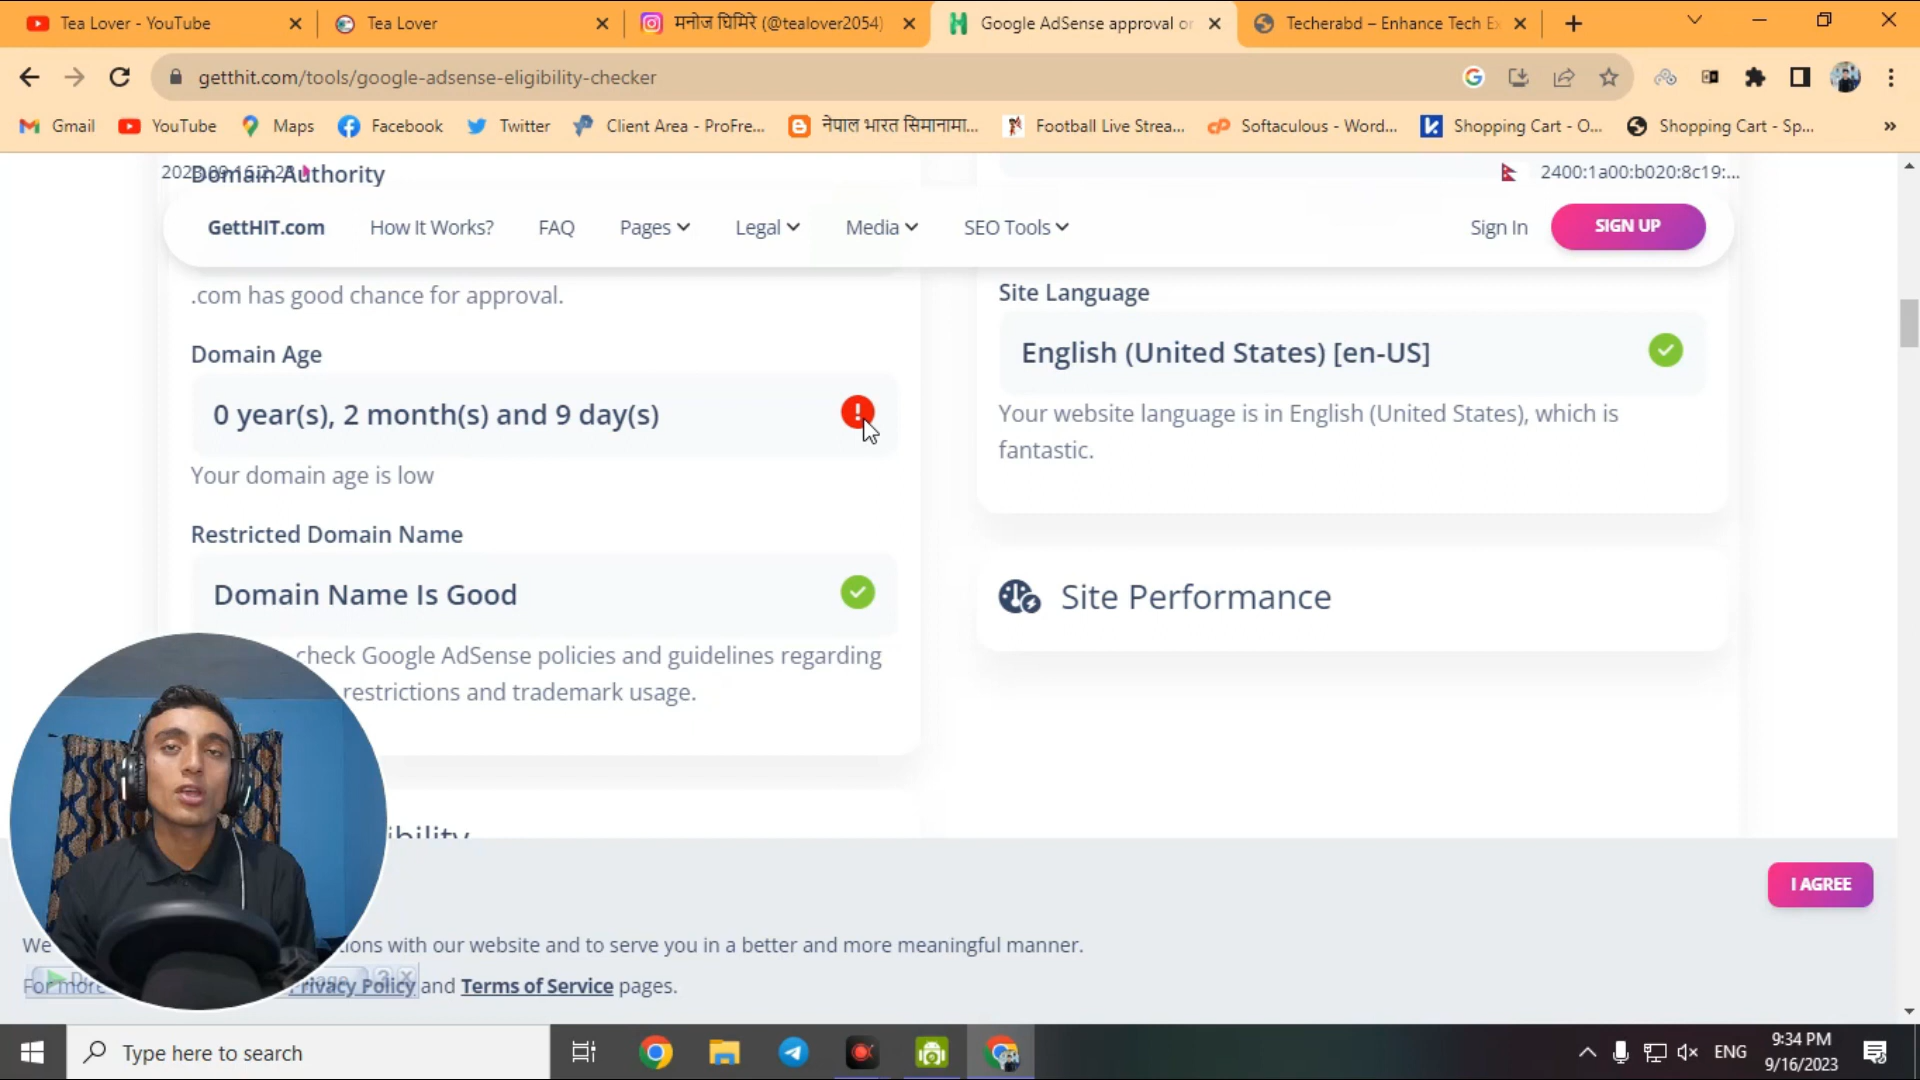 Tea Lover - YouTube
Tea Lover
मनोज घिमिरे (@tealover2054)
Google AdSense approval or
Techerabd – Enhance Tech Ex
getthit.com/tools/google-adsense-eligibility-checker
Gmail
YouTube
Maps
Facebook
Twitter
Client Area - ProFre...
नेपाल भारत सिमानामा...
Football Live Strea...
Softaculous - Word...
Shopping Cart - O...
Shopping Cart - Sp...
»
Domain Authority
2400:1a00:b020:8c19:...
GettHIT.com
How It Works?
FAQ
Pages
Legal
Media
SEO Tools
Sign In
SIGN UP
.com has good chance for approval.
Domain Age
0 year(s), 2 month(s) and 9 day(s)
Your domain age is low
Restricted Domain Name
Domain Name Is Good
check Google AdSense policies and guidelines regarding
restrictions and trademark usage.
Site Language
English (United States) [en-US]
Your website language is in English (United States), which is
fantastic.
Site Performance
I AGREE
We
tions with our website and to serve you in a better and more meaningful manner.
For more
Privacy Policy and Terms of Service pages.
Type here to search
ENG
9:34 PM
9/16/2023